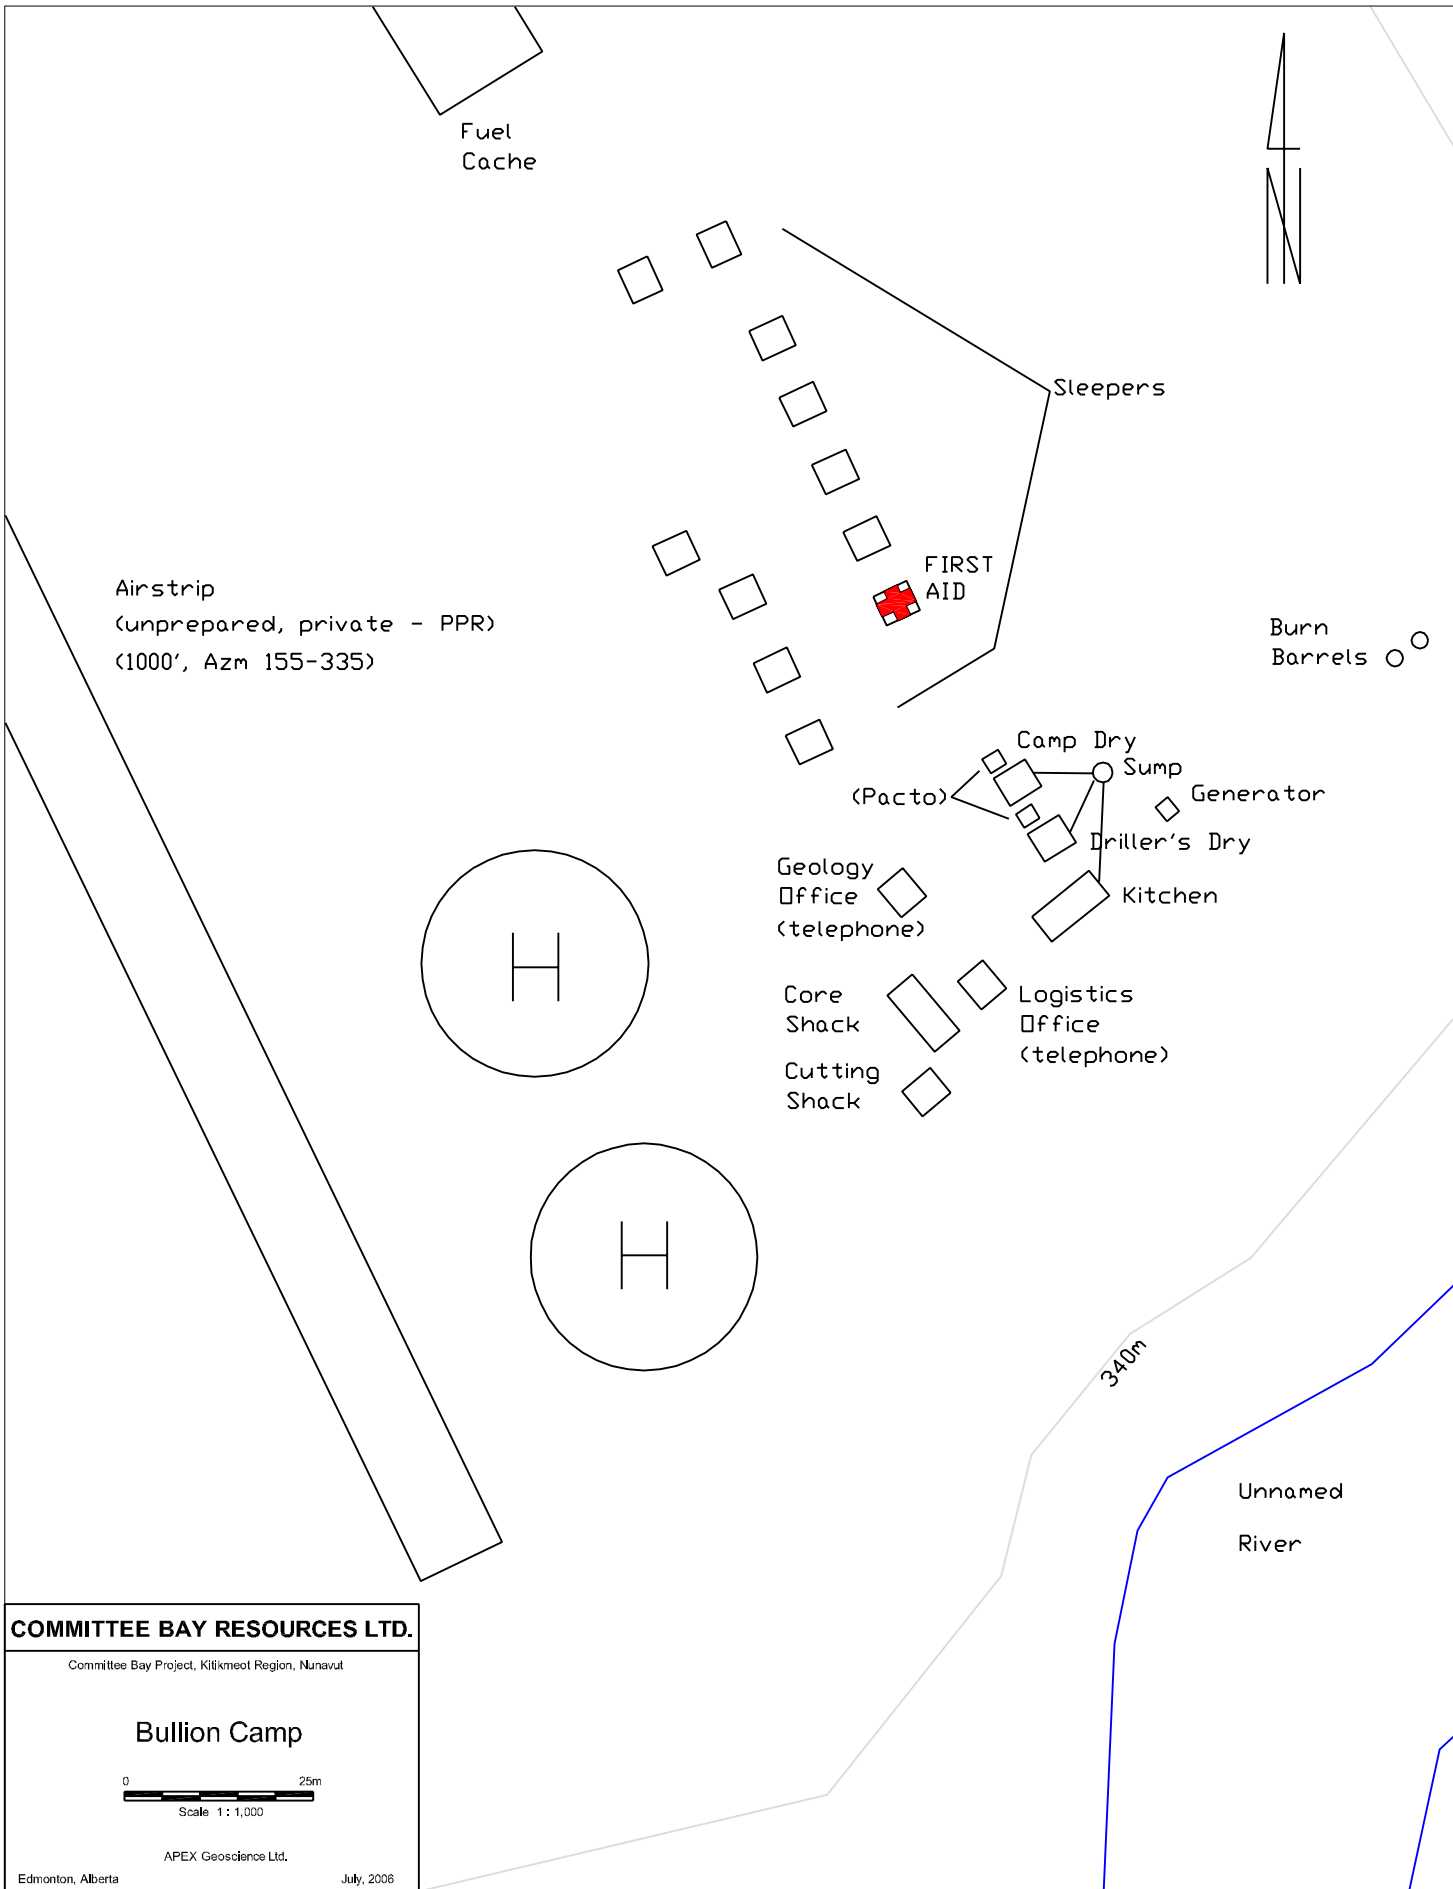 Fuel
Cache
N
Sleepers
FIRST
AID
Airstrip
(unprepared, private - PPR)
(1000', Azm 155-335)
Burn
Barrels
Camp Dry
Sump
(Pacto)
Generator
Driller's Dry
Geology
Office
(telephone)
Kitchen
H
Core
Shack
Logistics
Office
(telephone)
Cutting
Shack
H
340m
Unnamed
River
COMMITTEE BAY RESOURCES LTD.
Committee Bay Project, Kitikmeot Region, Nunavut
Bullion Camp
0 25m
Scale 1 : 1,000
APEX Geoscience Ltd.
Edmonton, Alberta July, 2006